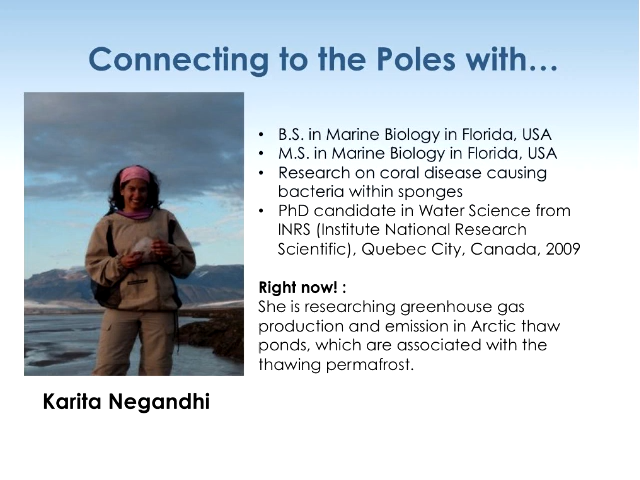 Connecting to the Poles with…
• B.S. in Marine Biology in Florida, USA
• M.S. in Marine Biology in Florida, USA
• Research on coral disease causing
bacteria within sponges
• PhD candidate in Water Science from
INRS (Institute National Research
Scientific), Quebec City, Canada, 2009
Right now! :
She is researching greenhouse gas
production and emission in Arctic thaw
ponds, which are associated with the
thawing permafrost.
Karita Negandhi